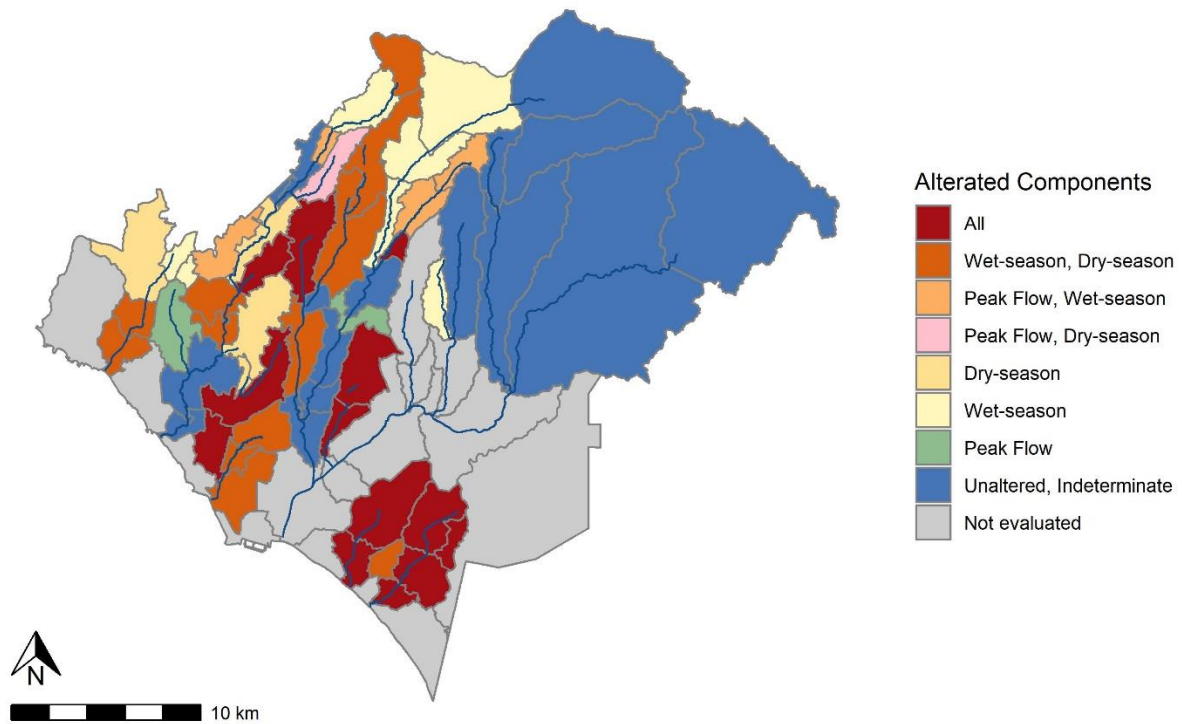 Alterated Components
All
Wet-season, Dry-season
Peak Flow, Wet-season
Peak Flow, Dry-season
Dry-season
Wet-season
Peak Flow
Unaltered, Indeterminate
Not evaluated
N
10 km